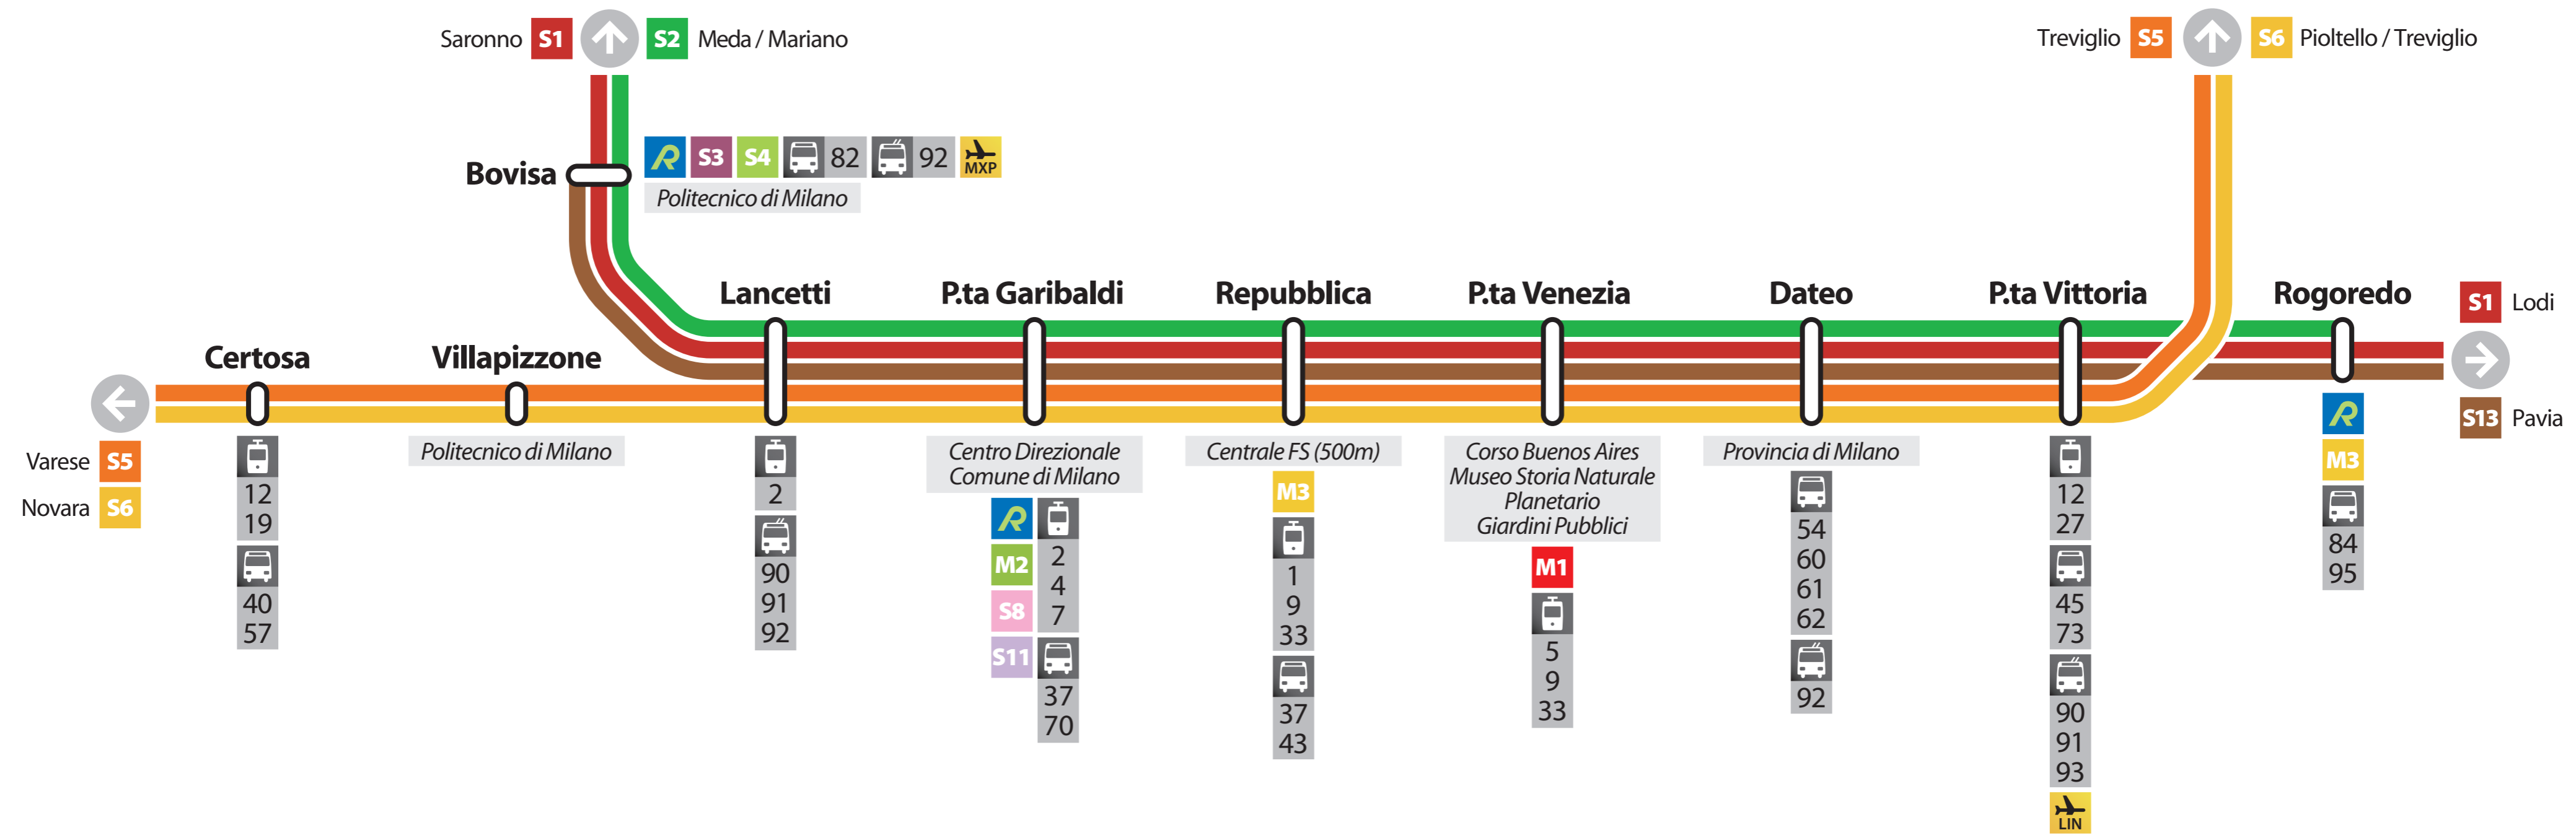 Saronno S1 S2 Meda / Mariano
Treviglio S5 S6 Pioltello / Treviglio
Bovisa
R S3 S4 82 92 MXP
Politecnico di Milano
Lancetti
P.ta Garibaldi
Repubblica
P.ta Venezia
Dateo
P.ta Vittoria
Rogoredo
S1 Lodi
S13 Pavia
Certosa
Villapizzone
Varese S5
Novara S6
12
19
40
57
Politecnico di Milano
2
90
91
92
Centro Direzionale
Comune di Milano
R
M2
S8
S11
2
4
7
37
70
Centrale FS (500m)
M3
1
9
33
37
43
Corso Buenos Aires
Museo Storia Naturale
Planetario
Giardini Pubblici
M1
5
9
33
Provincia di Milano
54
60
61
62
92
12
27
45
73
90
91
93
LIN
R
M3
84
95